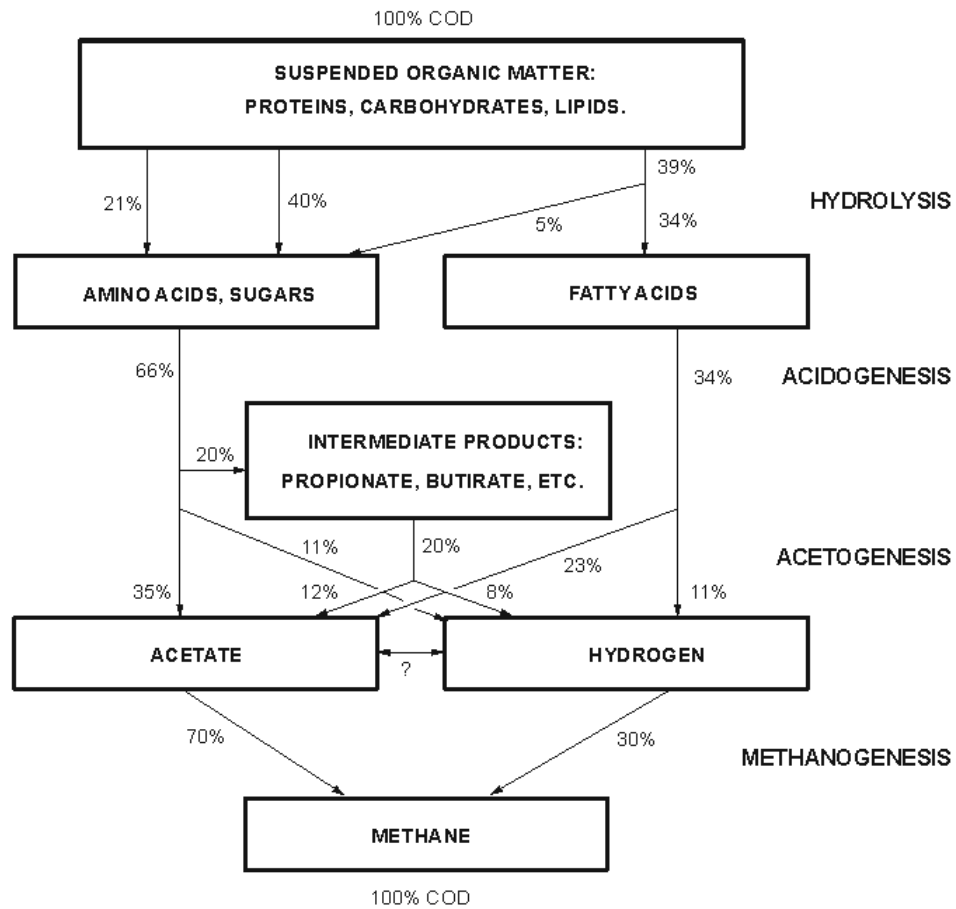 100% COD
SUSPENDED ORGANIC MATTER:
PROTEINS, CARBOHYDRATES, LIPIDS.
39%
21%
40%
HYDROLYSIS
5%
34%
AMINO ACIDS, SUGARS
FATTY ACIDS
66%
34%
ACIDOGENESIS
INTERMEDIATE PRODUCTS:
20%
PROPIONATE, BUTIRATE, ETC.
11%
20%
ACETOGENESIS
23%
35%
12%
8%
11%
ACETATE
HYDROGEN
?
70%
30%
METHANOGENESIS
METHANE
100% COD